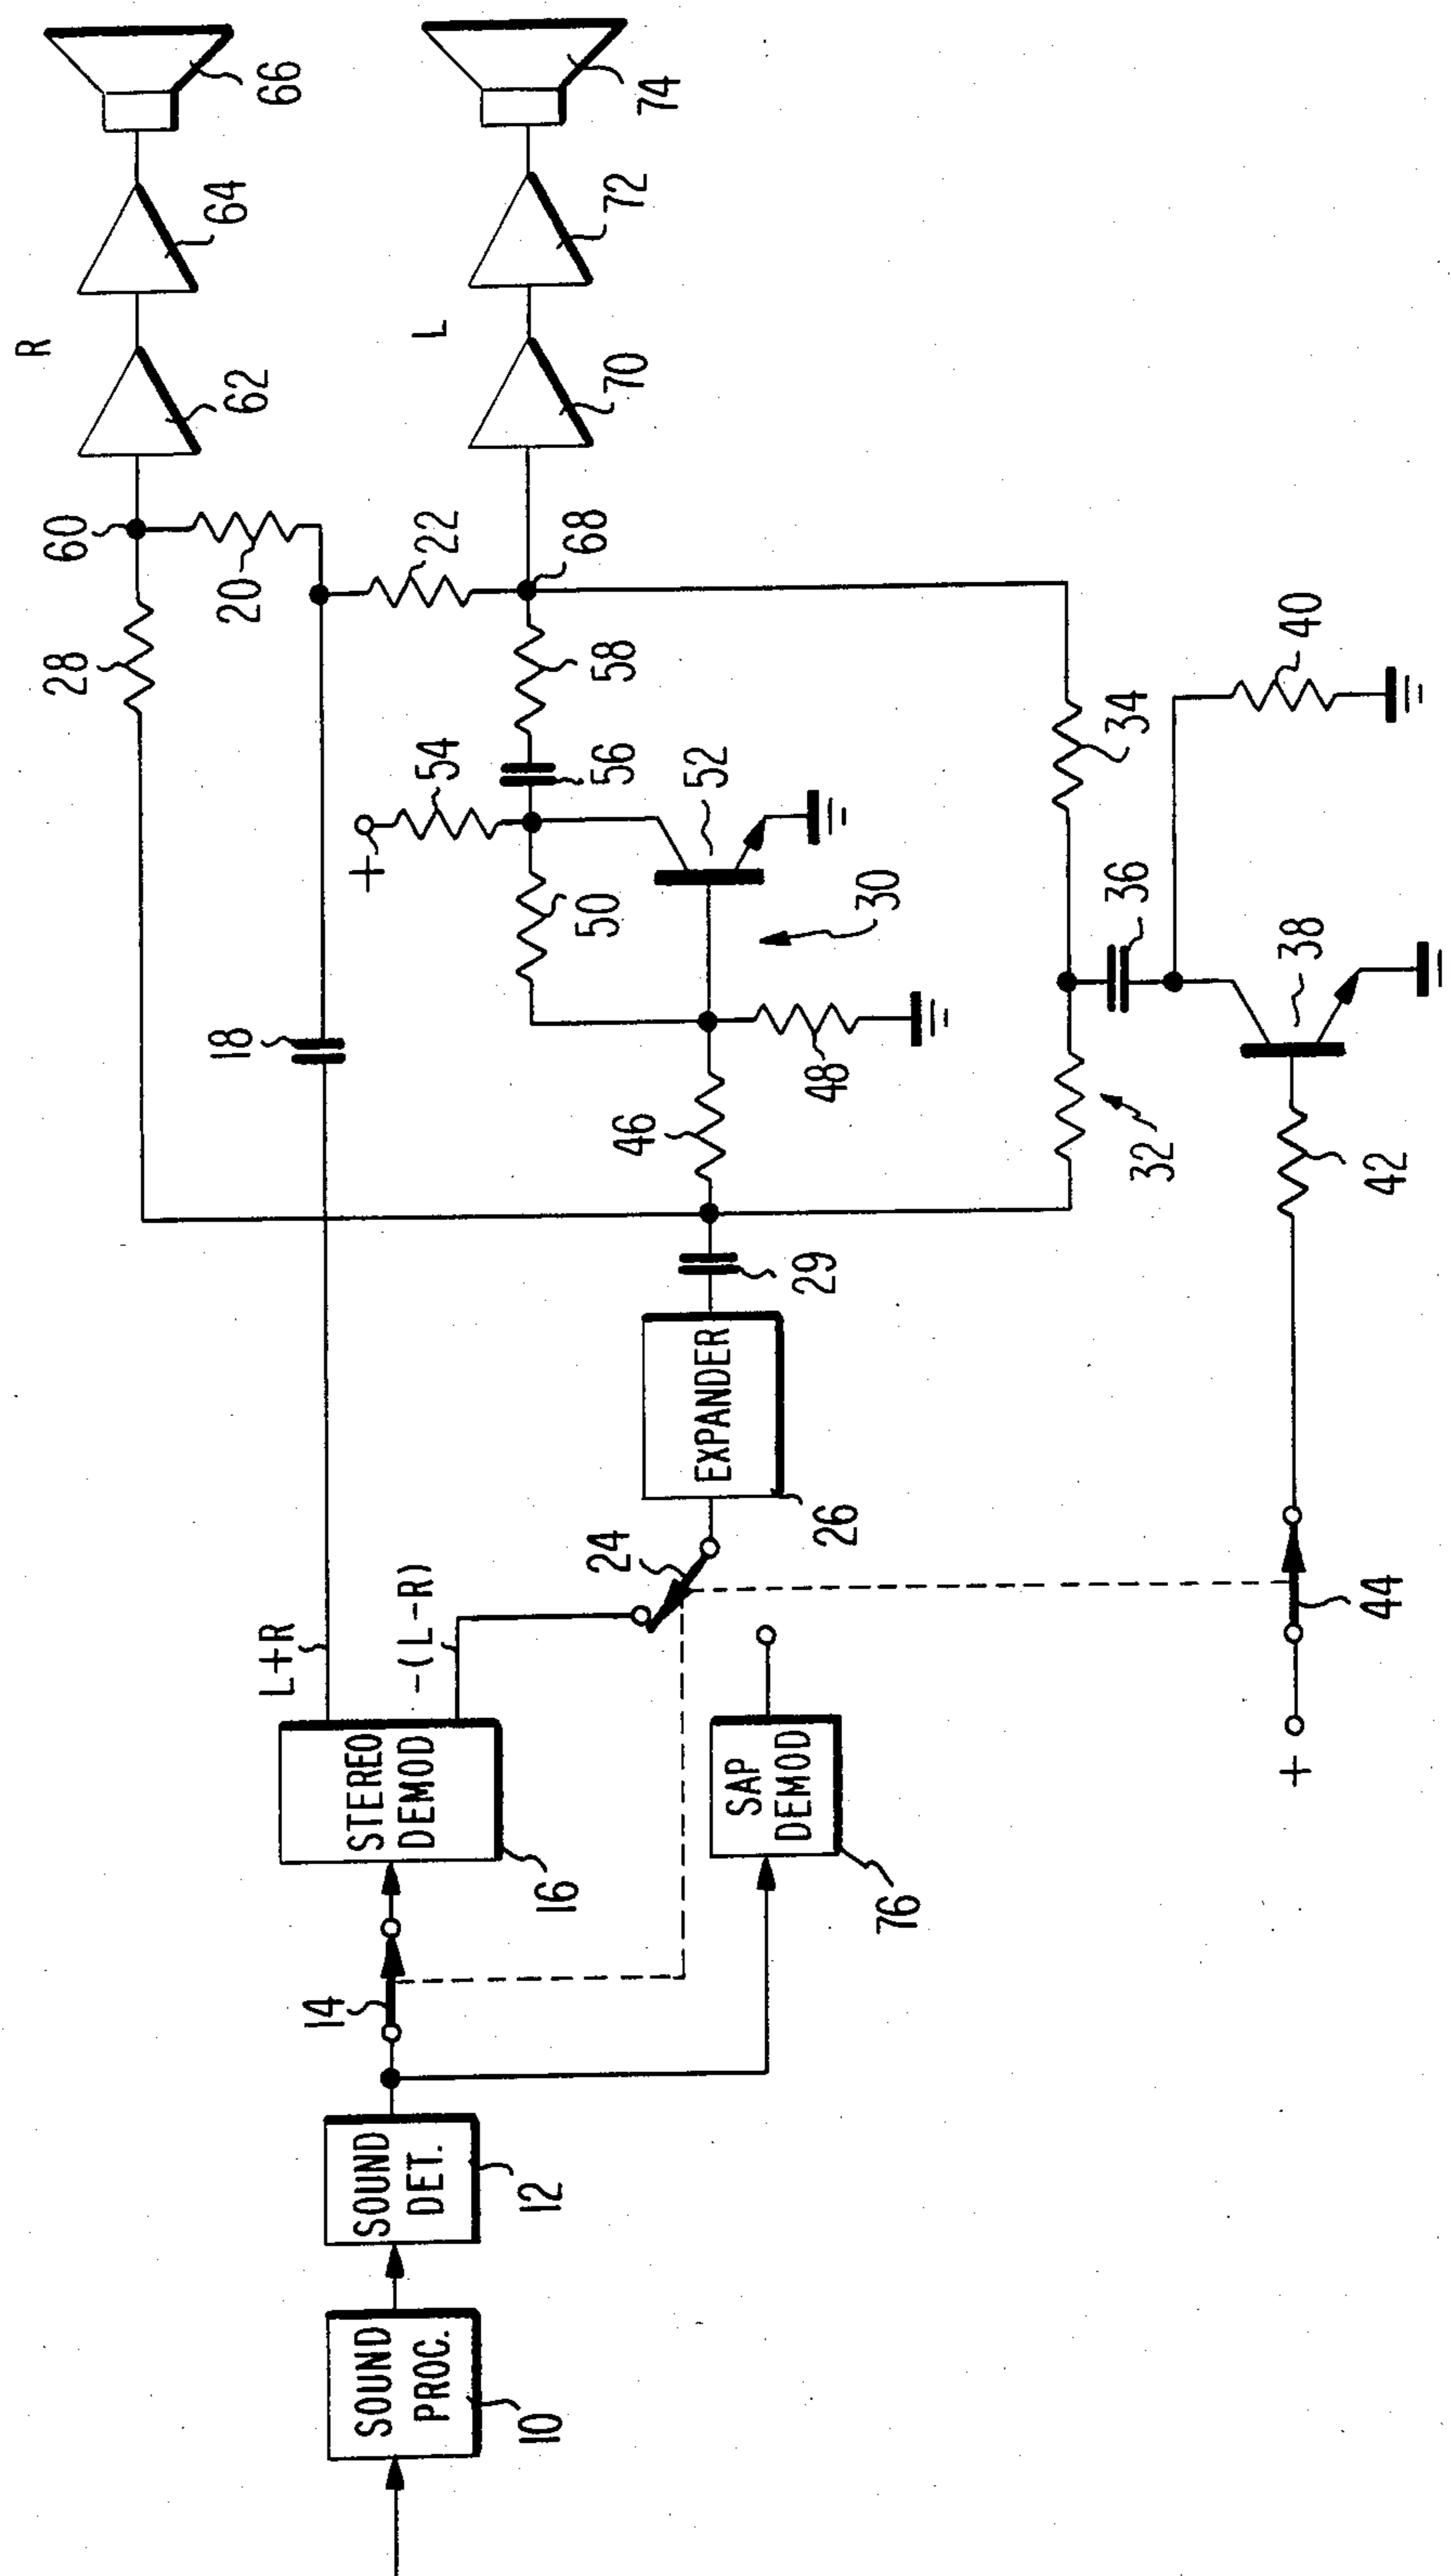 R
66
64
62
60
20
28
L
74
72
70
68
22
58
54
56
52
+
50
30
48
46
18
34
40
36
38
32
42
29
EXPANDER
26
24
L+R
-(L-R)
STEREO
DEMOD
16
SAP
DEMOD
76
44
+
14
SOUND
DET.
12
SOUND
PROC.
10